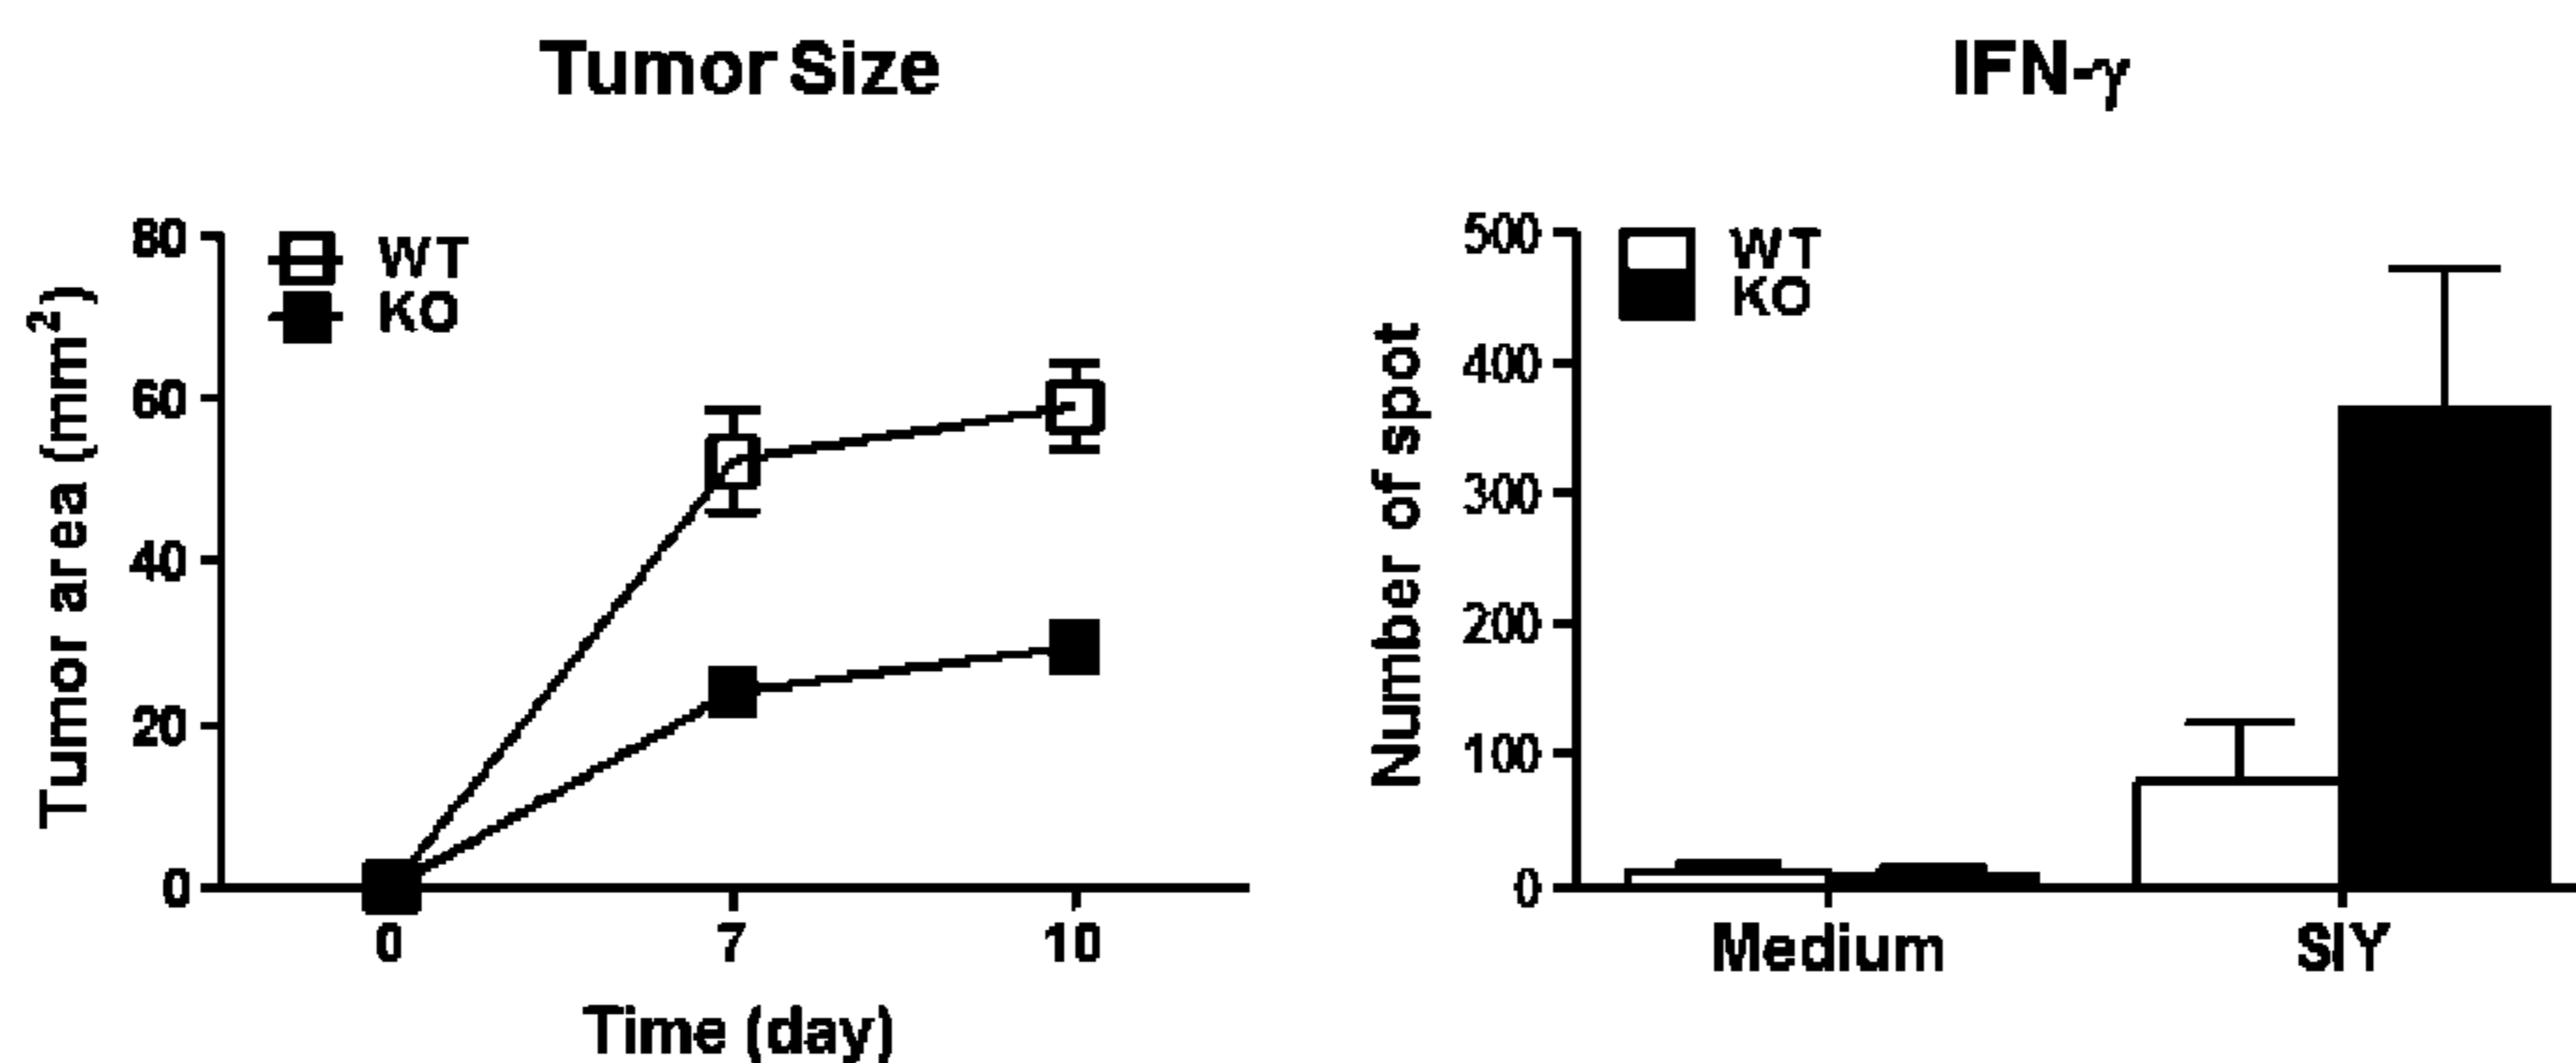 Tumor Size
Tumor area (mm²)
80
60
40
20
0
WT
KO
0 7 10
Time (day)
IFN-γ
Number of spot
500
400
300
200
100
0
WT
KO
Medium SIY